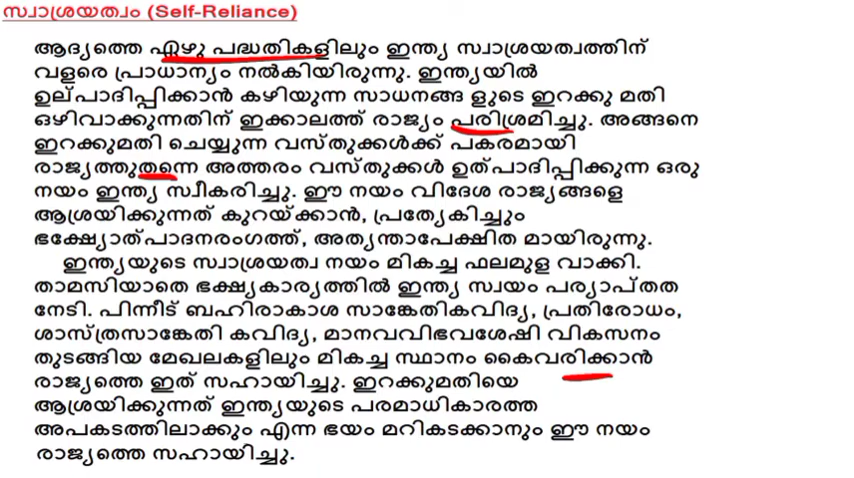 സ്വാശ്രയത്വം (Self-Reliance)
ആദ്യത്തെ ഏഴു പദ്ധതികളിലും ഇന്ത്യ സ്വാശ്രയത്വത്തിന്
വളരെ പ്രാധാന്യം നൽകിയിരുന്നു. ഇന്ത്യയിൽ
ഉല്പാദിപ്പിക്കാൻ കഴിയുന്ന സാധനങ്ങ ളുടെ ഇറക്കു മതി
ഒഴിവാക്കുന്നതിന് ഇക്കാലത്ത് രാജ്യം പരിശ്രമിച്ചു. അങ്ങനെ
ഇറക്കുമതി ചെയ്യുന്ന വസ്തുക്കൾക്ക് പകരമായി
രാജ്യത്തുതന്നെ അത്തരം വസ്തുക്കൾ ഉത്പാദിപ്പിക്കുന്ന ഒരു
നയം ഇന്ത്യ സ്വീകരിച്ചു. ഈ നയം വിദേശ രാജ്യങ്ങളെ
ആശ്രയിക്കുന്നത് കുറയ്ക്കാൻ, പ്രത്യേകിച്ചും
ഭക്ഷ്യോത്പാദനരംഗത്ത്, അത്യന്താപേക്ഷിത മായിരുന്നു.
ഇന്ത്യയുടെ സ്വാശ്രയത്വ നയം മികച്ച ഫലമുള വാക്കി.
താമസിയാതെ ഭക്ഷ്യകാര്യത്തിൽ ഇന്ത്യ സ്വയം പര്യാപ്തത
നേടി. പിന്നീട് ബഹിരാകാശ സാങ്കേതികവിദ്യ, പ്രതിരോധം,
ശാസ്ത്രസാങ്കേതി കവിദ്യ, മാനവവിഭവശേഷി വികസനം
തുടങ്ങിയ മേഖലകളിലും മികച്ച സ്ഥാനം കൈവരിക്കാൻ
രാജ്യത്തെ ഇത് സഹായിച്ചു. ഇറക്കുമതിയെ
ആശ്രയിക്കുന്നത് ഇന്ത്യയുടെ പരമാധികാരത്ത
അപകടത്തിലാക്കും എന്ന ഭയം മറികടക്കാനും ഈ നയം
രാജ്യത്തെ സഹായിച്ചു.